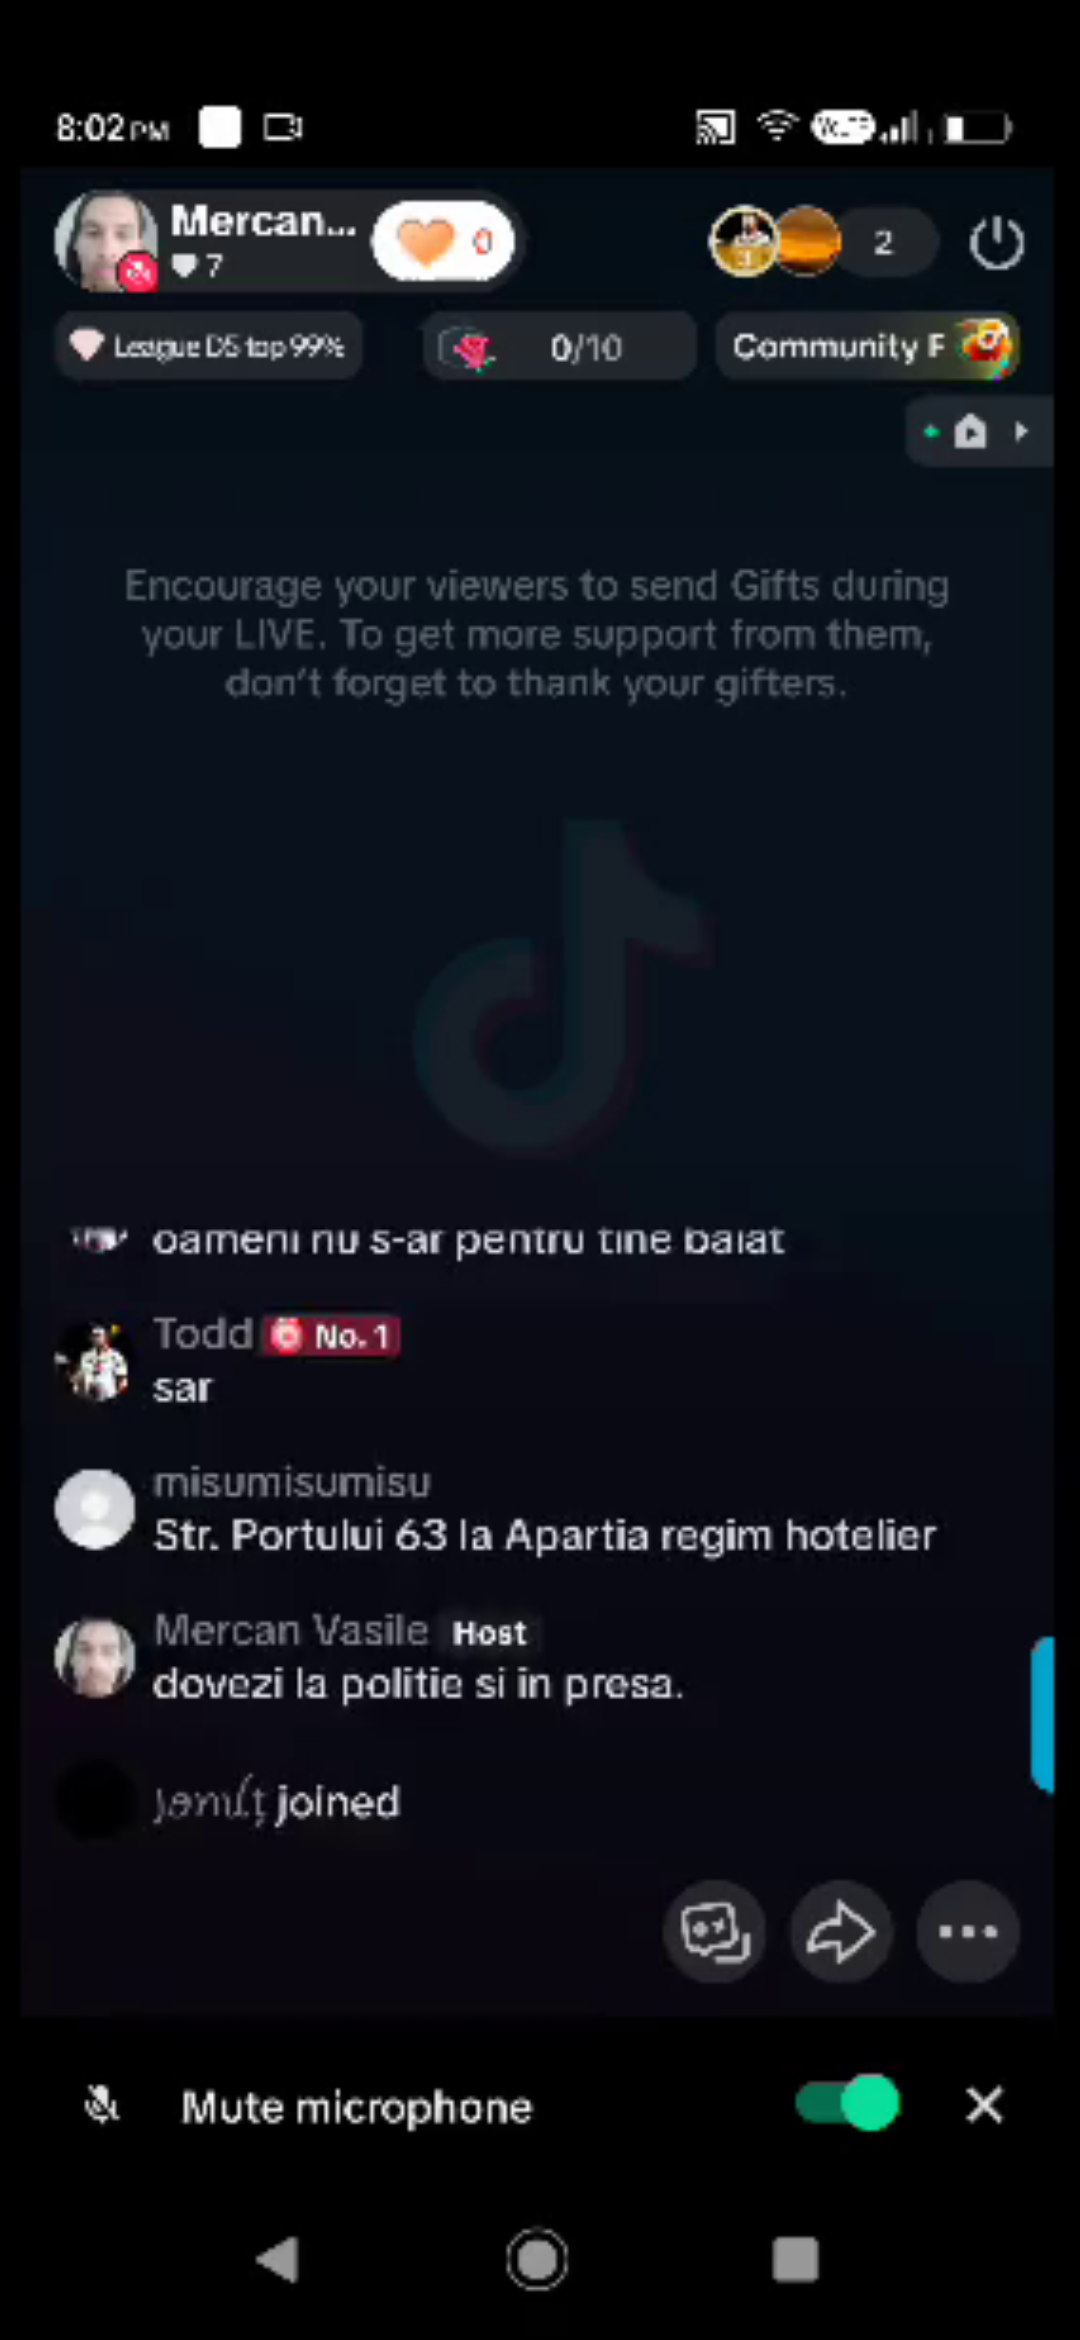 8:02 PM
Mercan...
7
0
2
League D5 top 99%
0/10
Community F
Encourage your viewers to send Gifts during
your LIVE. To get more support from them,
don't forget to thank your gifters.
oameni nu s-ar pentru tine baiat
Todd No. 1
sar
misumisumisu
Str. Portului 63 la Apartia regim hotelier
Mercan Vasile Host
dovezi la politie si in presa.
joined
Mute microphone